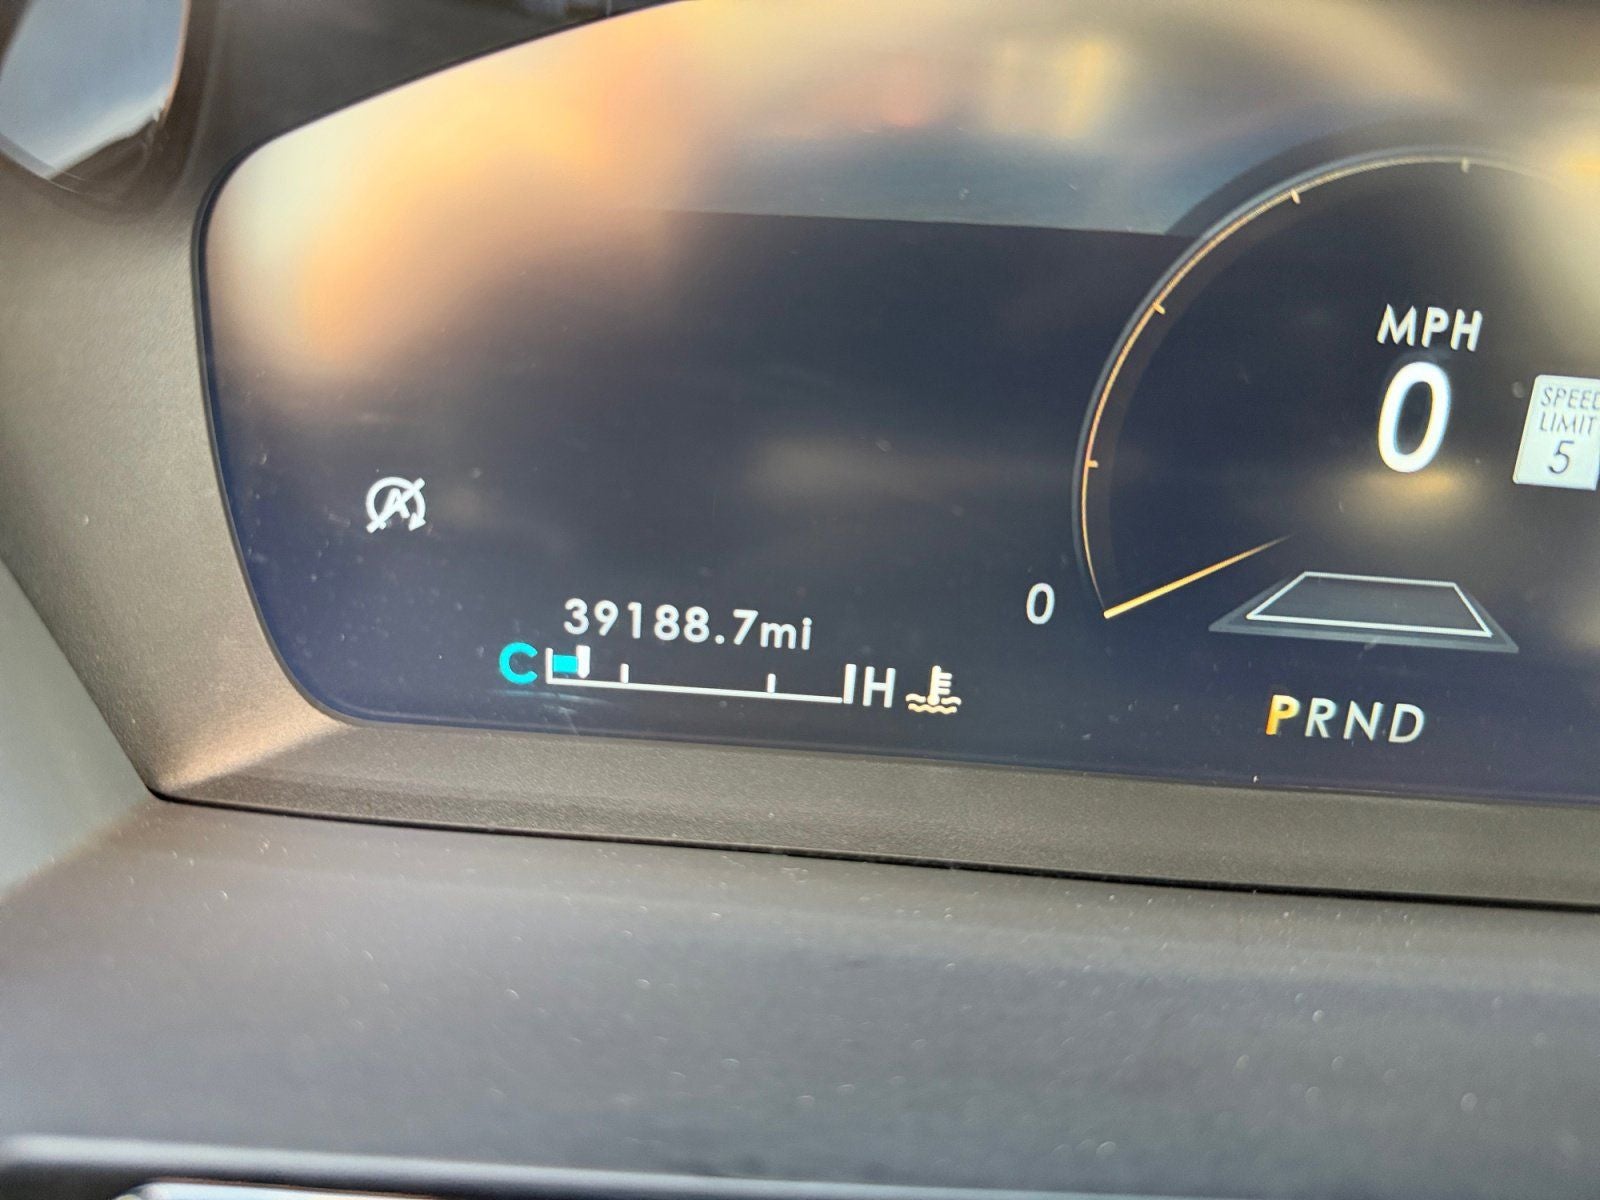 MPH
0
SPEED
LIMIT
5
A
0
39188.7mi
C H
PRND